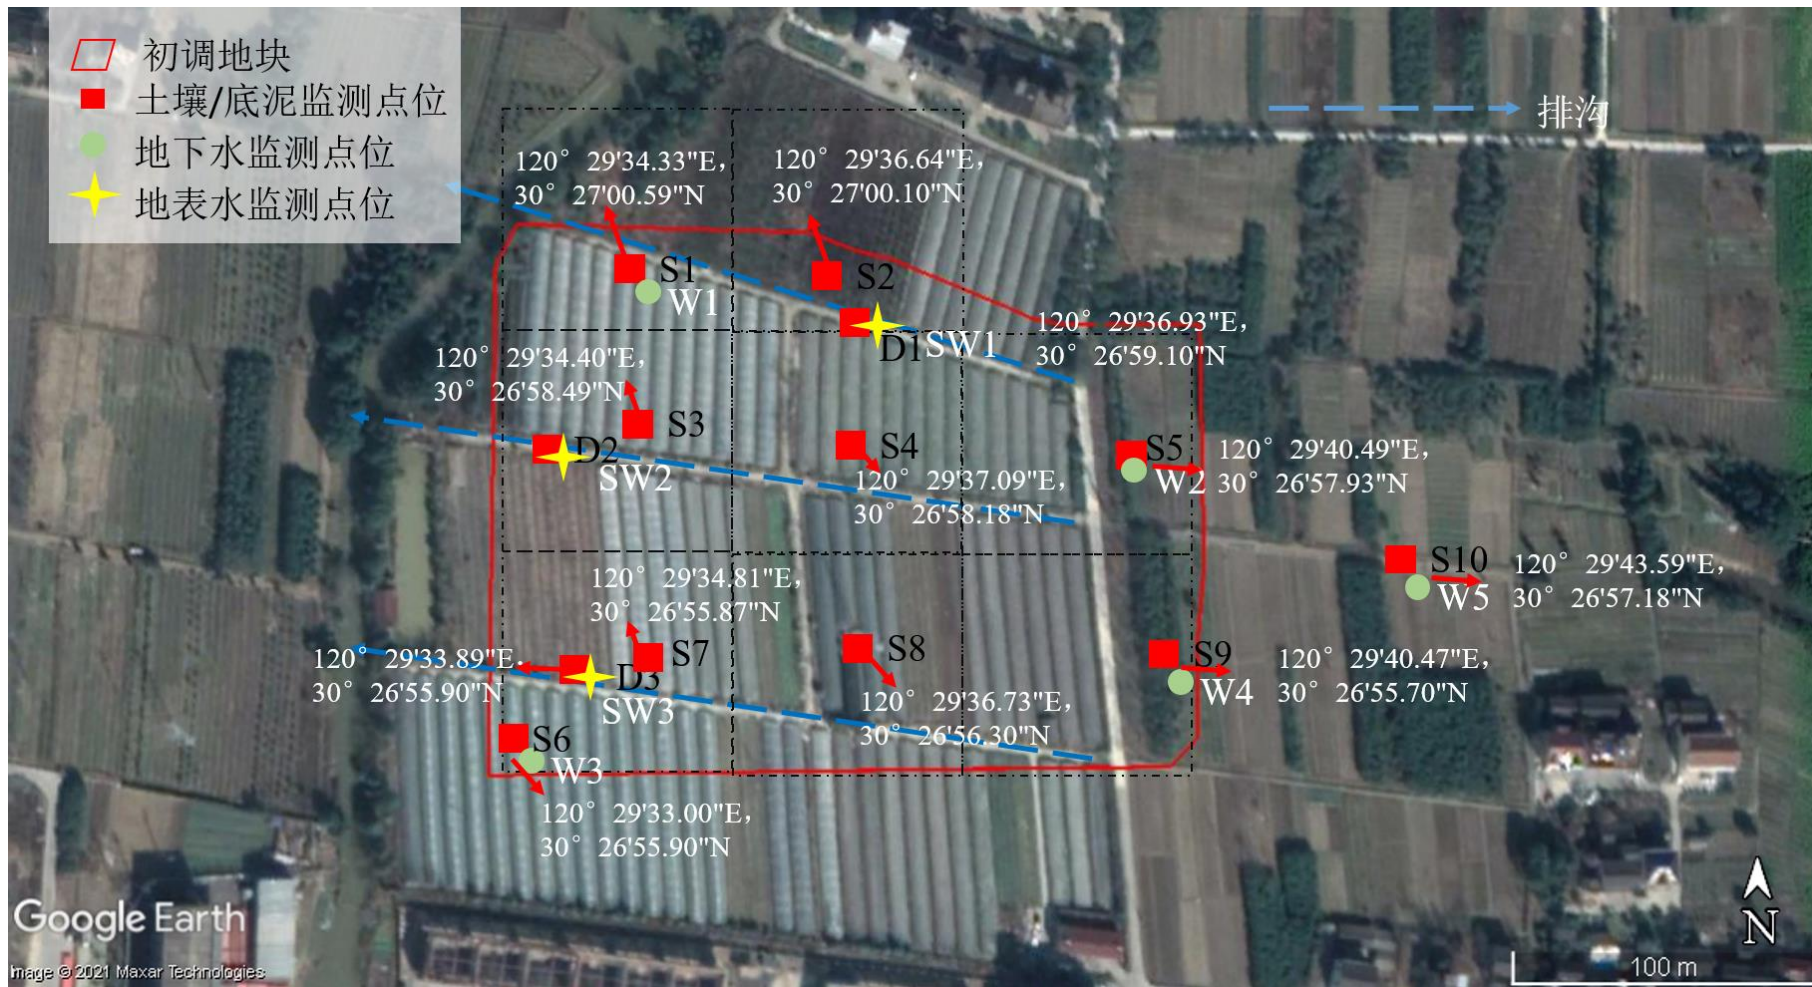 初调地块
土壤/底泥监测点位
地下水监测点位
地表水监测点位
排沟
120° 29'34.33"E，
30° 27'00.59"N
120° 29'36.64"E，
30° 27'00.10"N
S1
W1
S2
D1
SW1
120° 29'36.93"E，
30° 26'59.10"N
120° 29'34.40"E，
30° 26'58.49"N
S3
D2
SW2
S4
120° 29'37.09"E，
30° 26'58.18"N
S5
W2
120° 29'40.49"E，
30° 26'57.93"N
S10
W5
120° 29'43.59"E，
30° 26'57.18"N
120° 29'34.81"E，
30° 26'55.87"N
S7
120° 29'33.89"E，
30° 26'55.90"N
D3
SW3
S8
120° 29'36.73"E，
30° 26'56.30"N
S9
W4
120° 29'40.47"E，
30° 26'55.70"N
S6
W3
120° 29'33.00"E，
30° 26'55.90"N
Google Earth
Image © 2021 Maxar Technologies
N
100 m